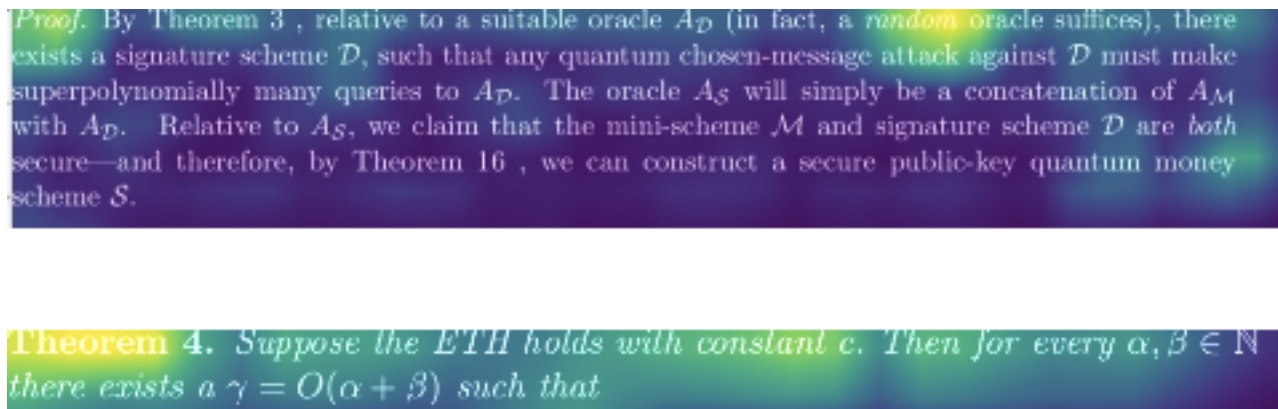 Proof. By Theorem 3 , relative to a suitable oracle A_𝒟 (in fact, a random oracle suffices), there
exists a signature scheme 𝒟, such that any quantum chosen-message attack against 𝒟 must make
superpolynomially many queries to A_𝒟. The oracle A_𝒮 will simply be a concatenation of A_ℳ
with A_𝒟. Relative to A_𝒮, we claim that the mini-scheme ℳ and signature scheme 𝒟 are both
secure—and therefore, by Theorem 16 , we can construct a secure public-key quantum money
scheme 𝒮.
Theorem 4. Suppose the ETH holds with constant c. Then for every α, β ∈ ℕ
there exists a γ = O(α + β) such that